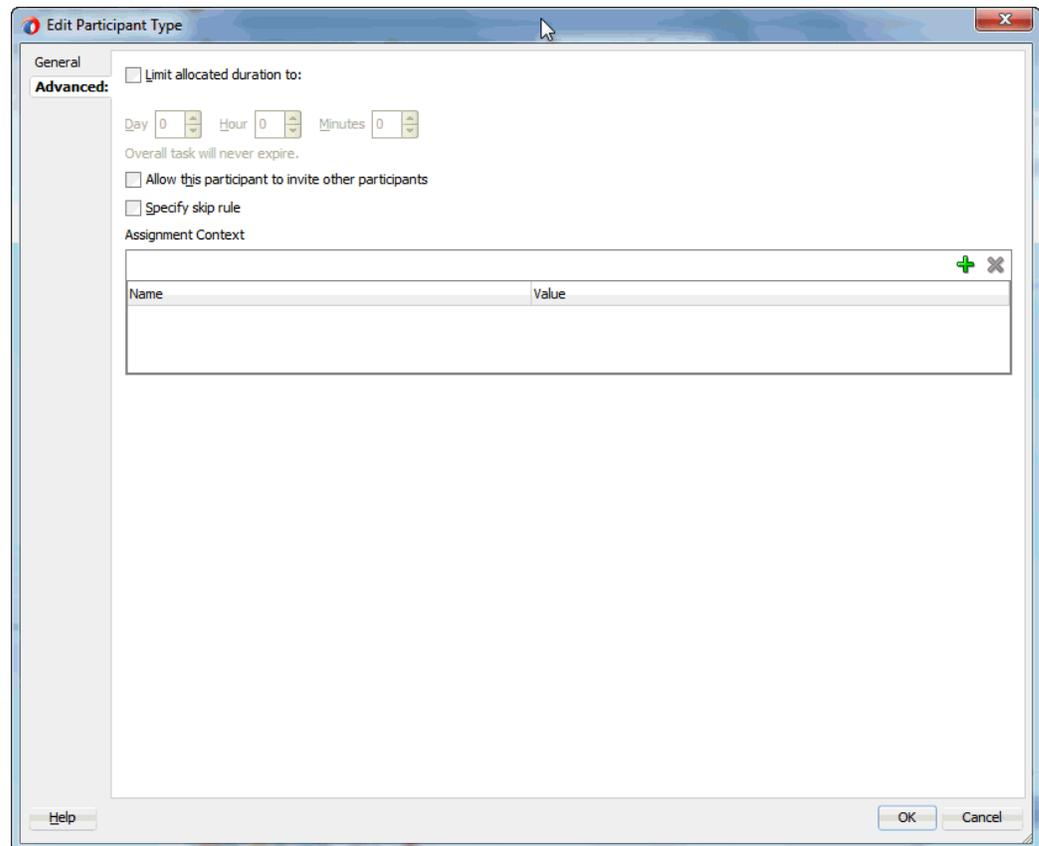 Edit Participant Type
General
Advanced:
Limit allocated duration to:
Day 0 Hour 0 Minutes 0
Overall task will never expire.
Allow this participant to invite other participants
Specify skip rule
Assignment Context
Name Value
Help OK Cancel